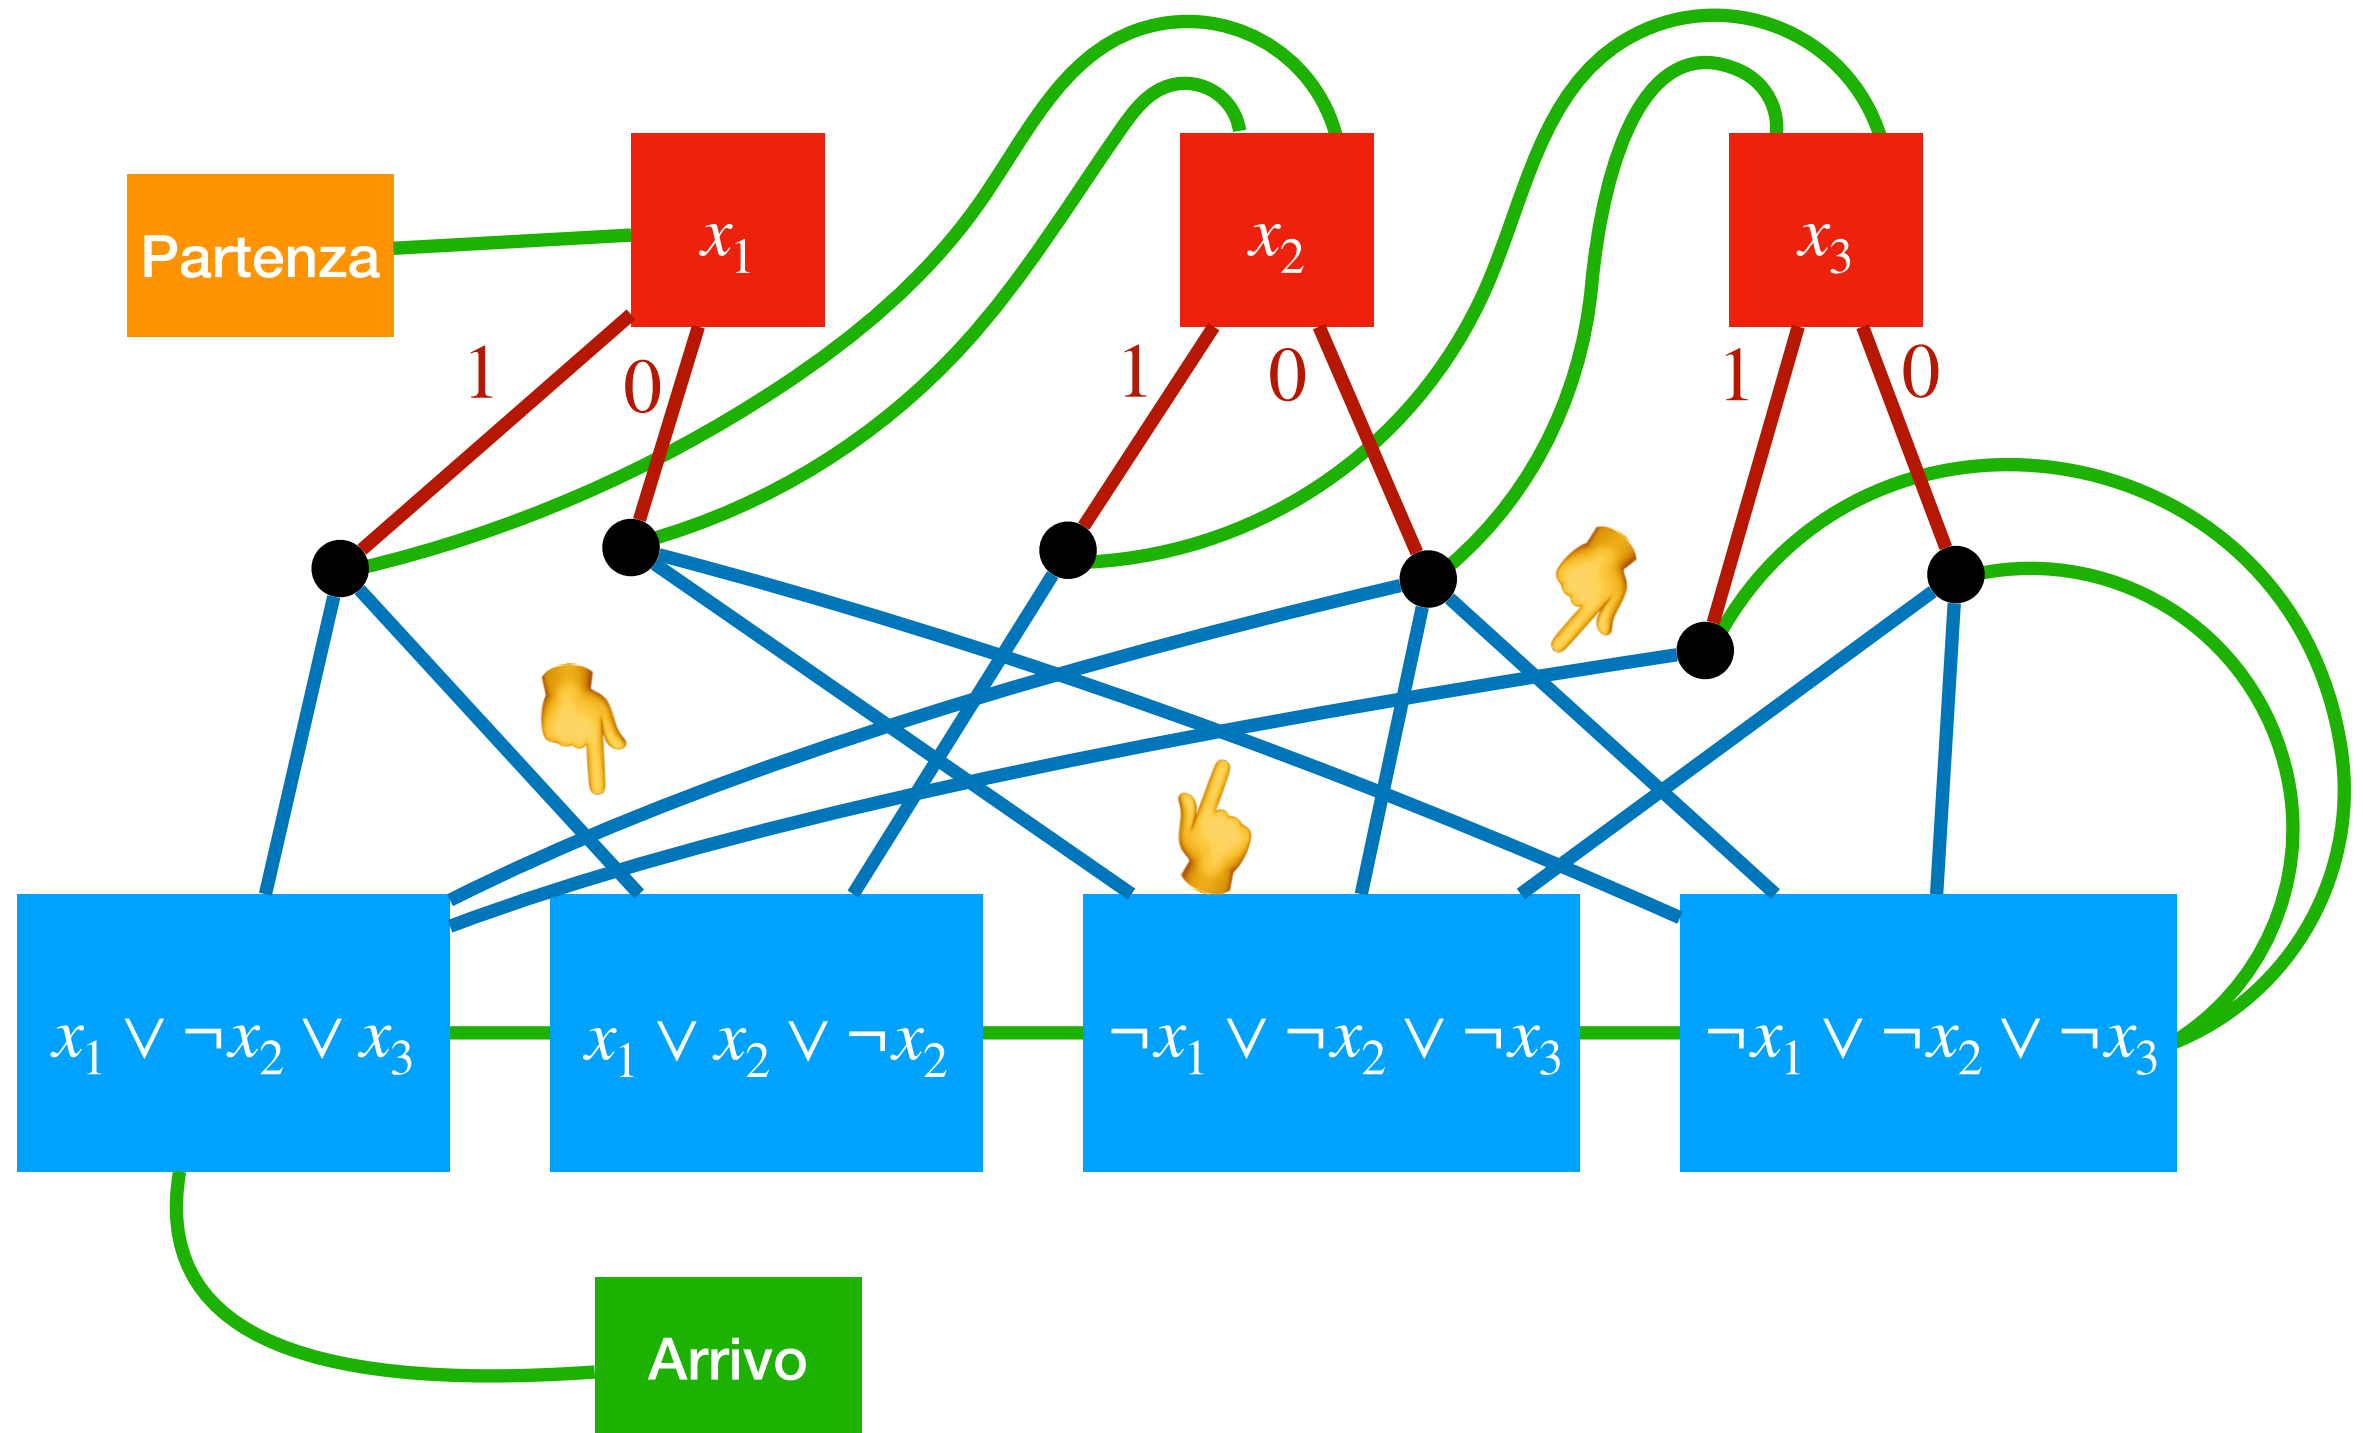 Partenza
x₁
x₂
x₃
1
0
1
0
1
0
x₁ ∨ ¬x₂ ∨ x₃
x₁ ∨ x₂ ∨ ¬x₂
¬x₁ ∨ ¬x₂ ∨ ¬x₃
¬x₁ ∨ ¬x₂ ∨ ¬x₃
Arrivo